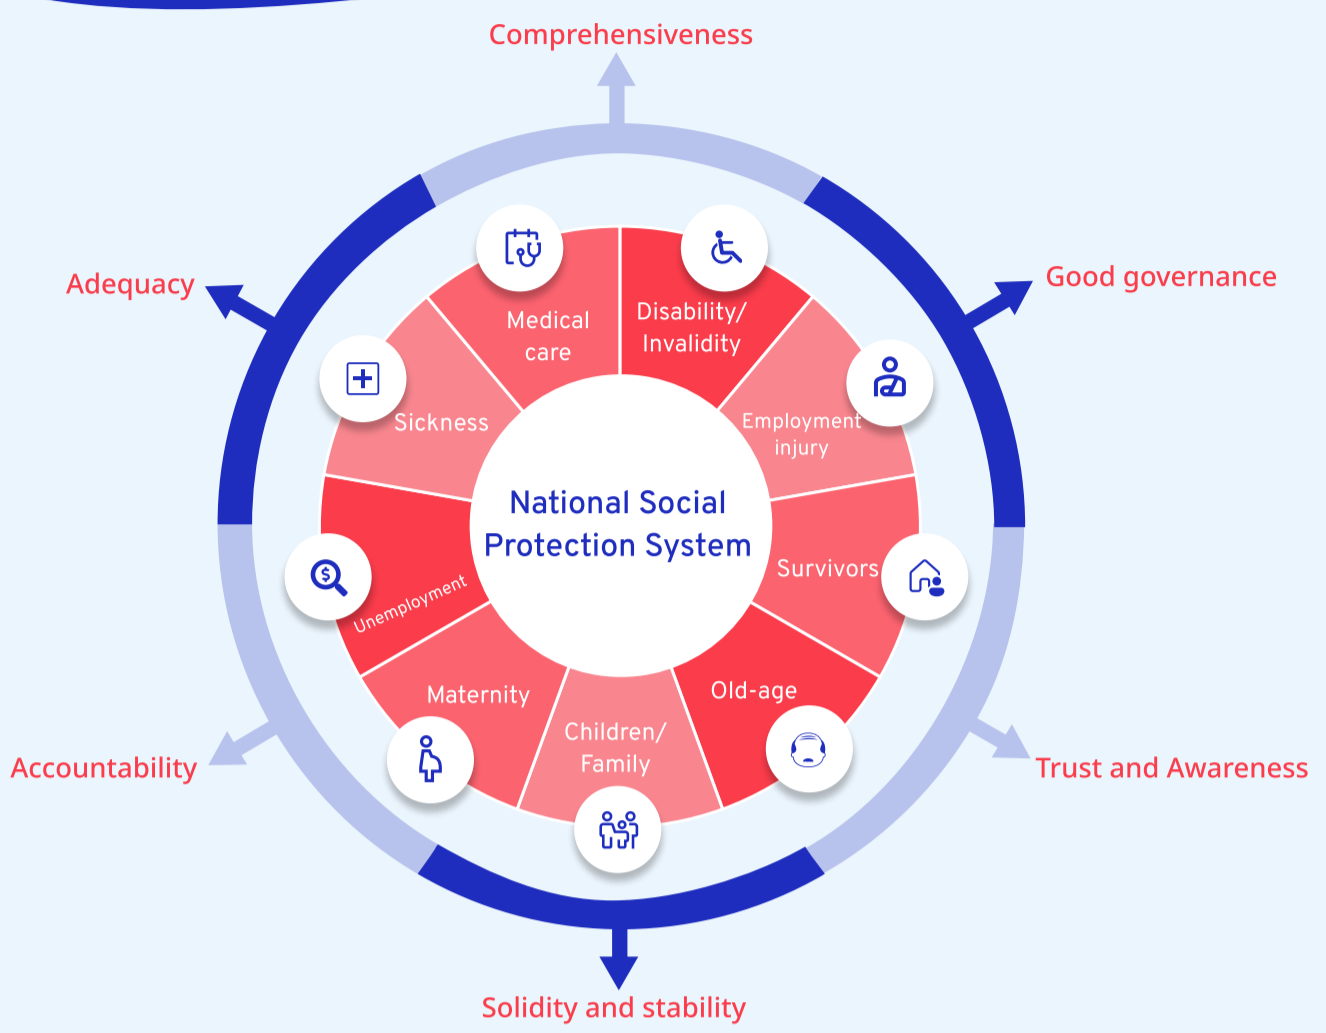 Comprehensiveness
Adequacy
Good governance
Medical
care
Disability/
Invalidity
Sickness
Employment
injury
National Social
Protection System
Survivors
$
Unemployment
Maternity
Old-age
Children/
Family
Accountability
Trust and Awareness
Solidity and stability